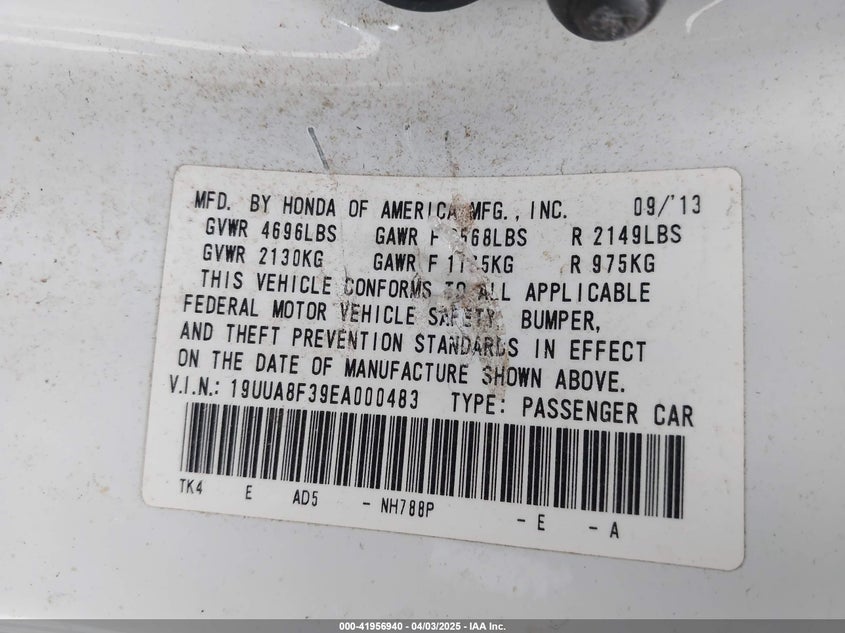 MFD. BY HONDA OF AMERICA MFG., INC. 09/'13
GVWR 4696LBS GAWR F 568LBS R 2149LBS
GVWR 2130KG GAWR F R 975KG
THIS VEHICLE CONFORMS TO ALL APPLICABLE
FEDERAL MOTOR VEHICLE SAFETY, BUMPER,
AND THEFT PREVENTION STANDARDS IN EFFECT
ON THE DATE OF MANUFACTURE SHOWN ABOVE.
V.I.N.: 19UUA8F39EA000483 TYPE: PASSENGER CAR
TK4 E AD5 - NH788P - E - A
000-41956940 - 04/03/2025 - IAA Inc.